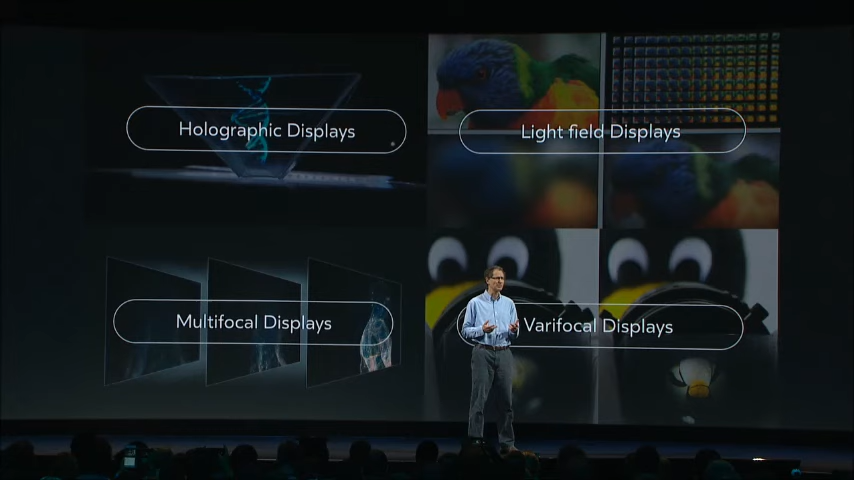 Holographic Displays
Light field Displays
Multifocal Displays
Varifocal Displays